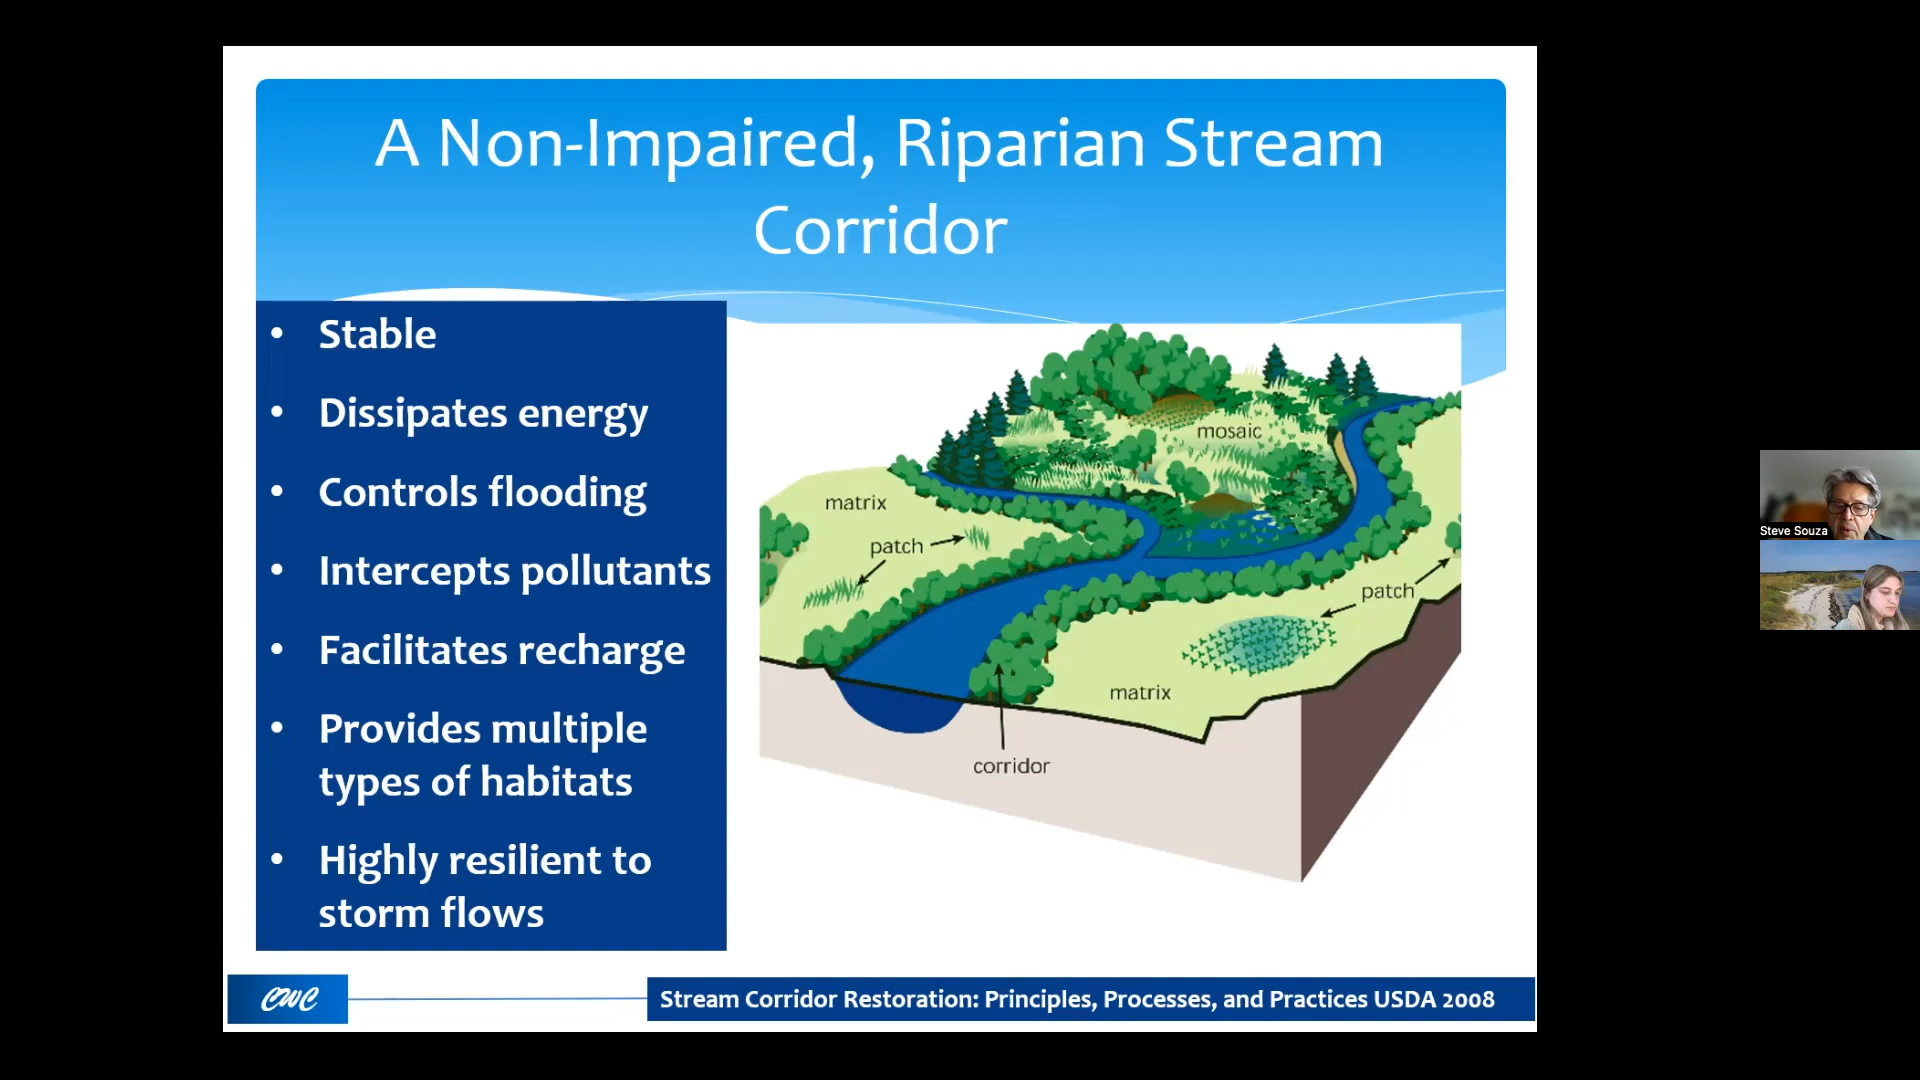 A Non-Impaired, Riparian Stream
Corridor
• Stable
• Dissipates energy
• Controls flooding
• Intercepts pollutants
• Facilitates recharge
• Provides multiple
types of habitats
• Highly resilient to
storm flows
mosaic
matrix
patch
patch
matrix
corridor
CWC
Stream Corridor Restoration: Principles, Processes, and Practices USDA 2008
Steve Souza